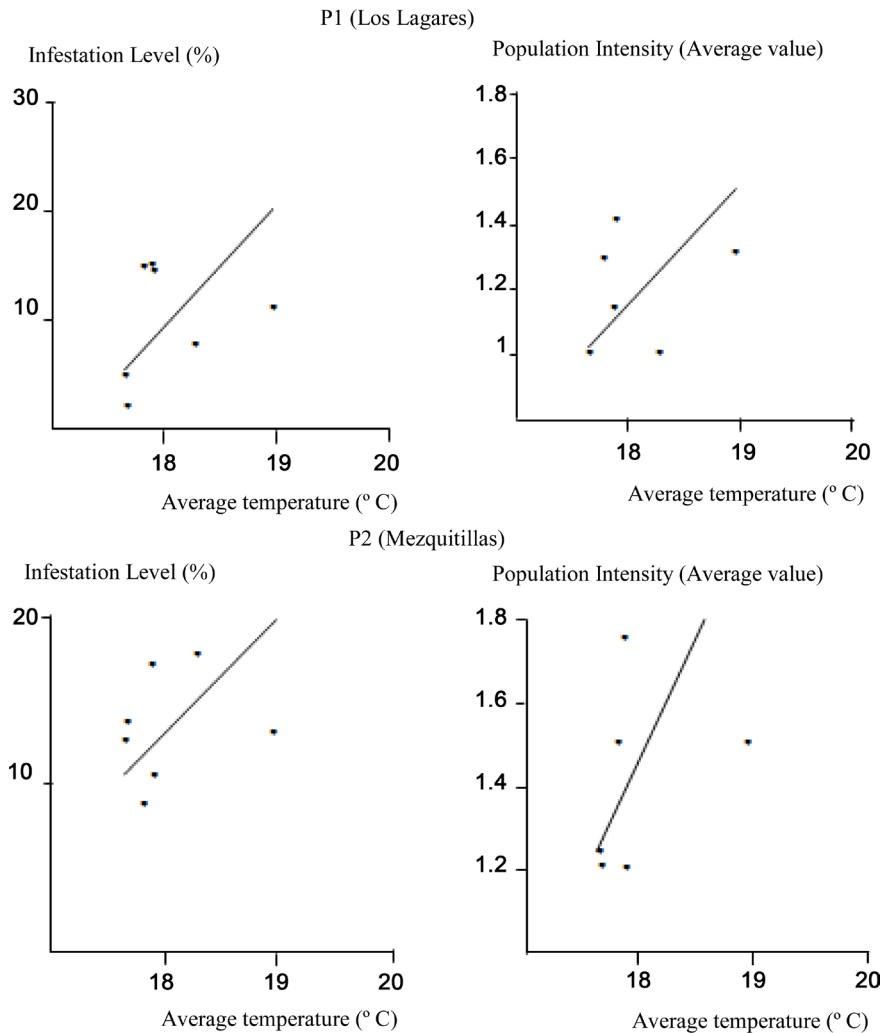 P1 (Los Lagares)
Infestation Level (%)
30
20
10
18 19 20
Average temperature (º C)
Population Intensity (Average value)
1.8
1.6
1.4
1.2
1
18 19 20
Average temperature (º C)
P2 (Mezquitillas)
Infestation Level (%)
20
10
18 19 20
Average temperature (º C)
Population Intensity (Average value)
1.8
1.6
1.4
1.2
18 19 20
Average temperature (º C)